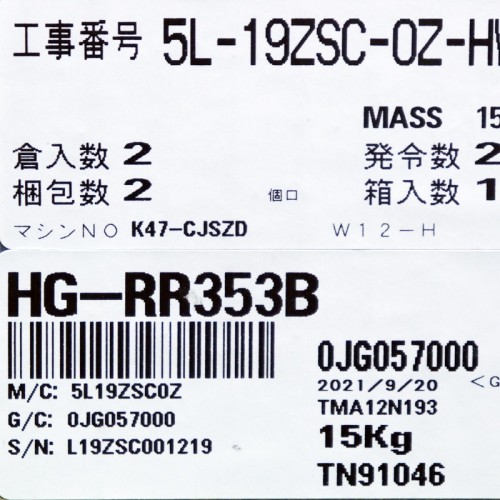 工事番号 5L-19ZSC-0Z-H
MASS 15
倉入数 2 発令数 2
梱包数 2 個口 箱入数 1
マシンNO K47-CJSZD W12-H
HG-RR353B
0JG057000
2021/9/20 <G
M/C: 5L19ZSC0Z
TMA12N193
G/C: 0JG057000
15Kg
S/N: L19ZSC001219
TN91046